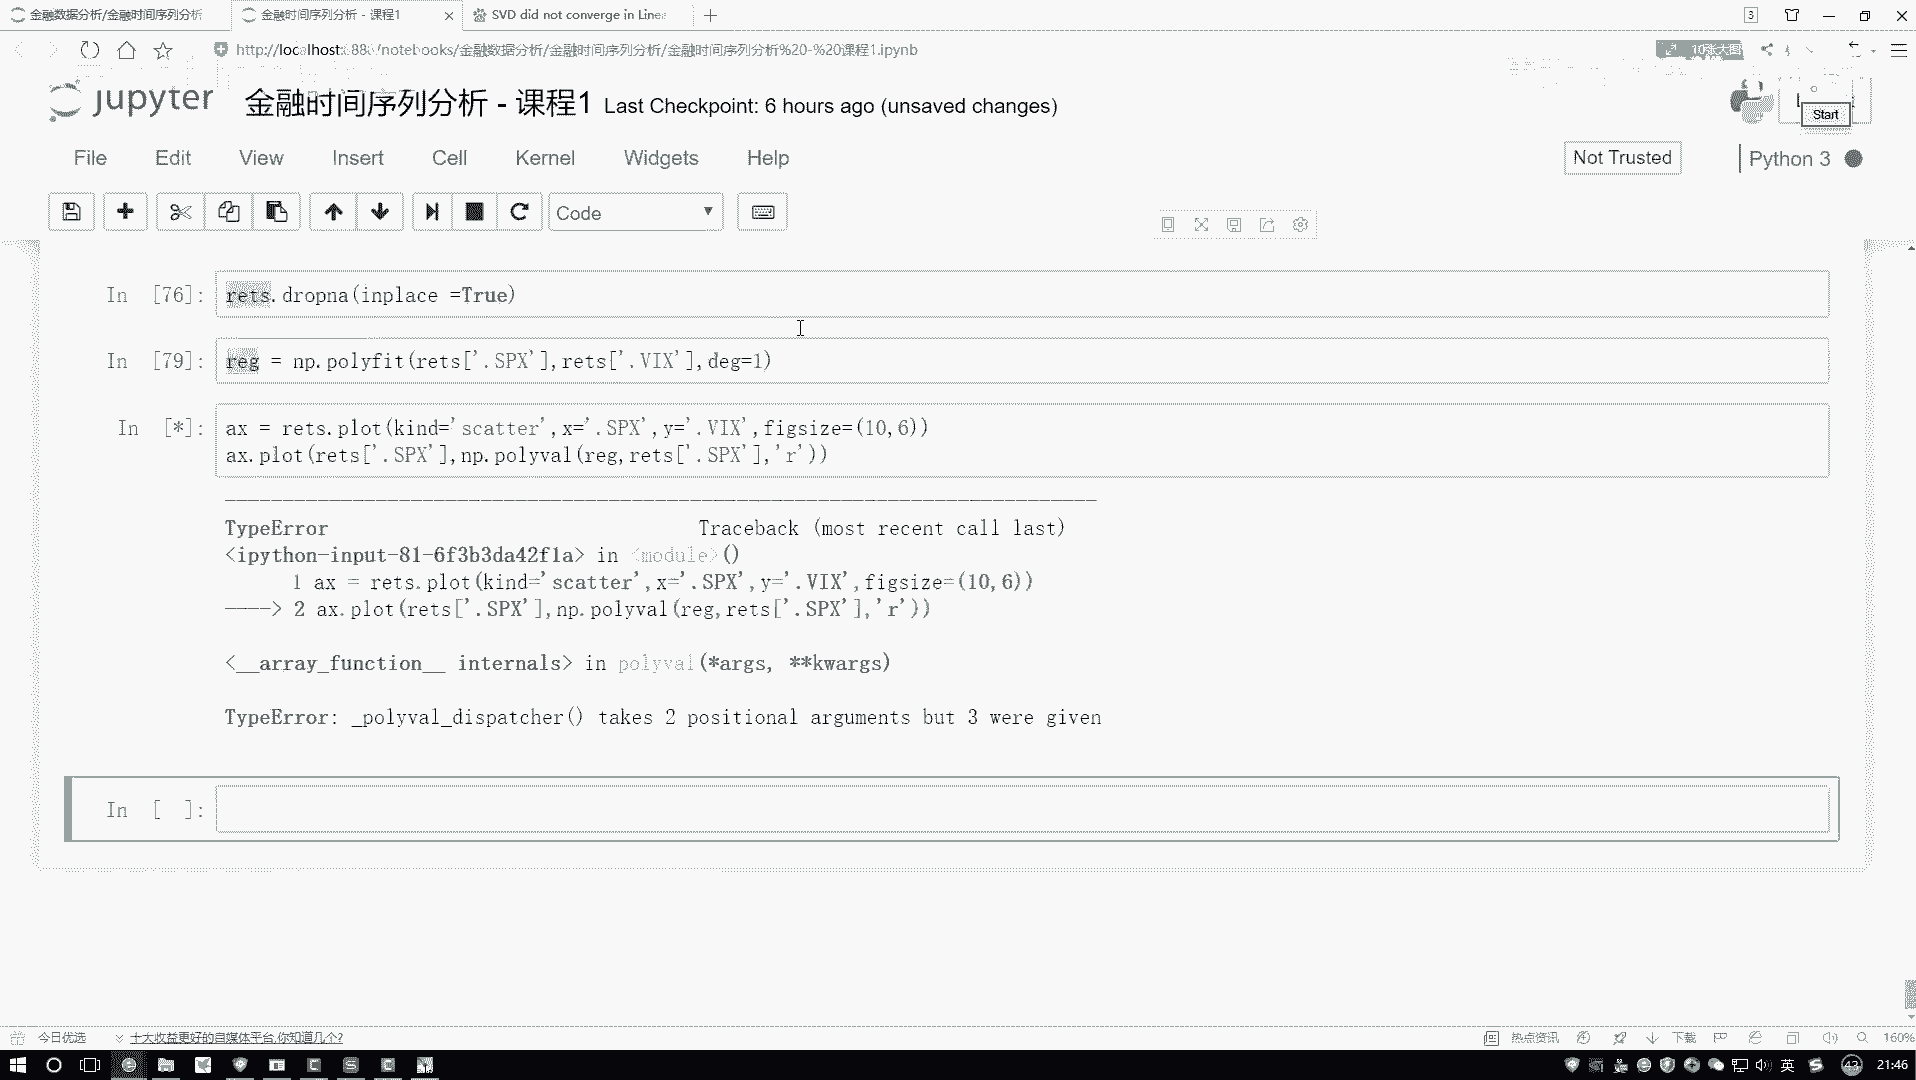 金融数据分析/金融时间序列分析
金融时间序列分析 - 课程1
SVD did not converge in Line
3
http://localhost:888/notebooks/金融数据分析/金融时间序列分析/金融时间序列分析%20-%20课程1.ipynb
10张大图
jupyter
金融时间序列分析 - 课程1 Last Checkpoint: 6 hours ago (unsaved changes)
Start
File Edit View Insert Cell Kernel Widgets Help
Not Trusted
Python 3
Code
In [76]: rets.dropna(inplace =True)
In [79]: reg = np.polyfit(rets['.SPX'],rets['.VIX'],deg=1)
In [*]: ax = rets.plot(kind='scatter',x='.SPX',y='.VIX',figsize=(10,6))
ax.plot(rets['.SPX'],np.polyval(reg,rets['.SPX'],'r'))
TypeError Traceback (most recent call last)
<ipython-input-81-6f3b3da42f1a> in <module>()
1 ax = rets.plot(kind='scatter',x='.SPX',y='.VIX',figsize=(10,6))
----> 2 ax.plot(rets['.SPX'],np.polyval(reg,rets['.SPX'],'r'))
<__array_function__ internals> in polyval(*args, **kwargs)
TypeError: _polyval_dispatcher() takes 2 positional arguments but 3 were given
In [ ]:
今日优选
十大收益更好的自媒体平台,你知道几个?
热点资讯
下载
160%
英
43
21:46